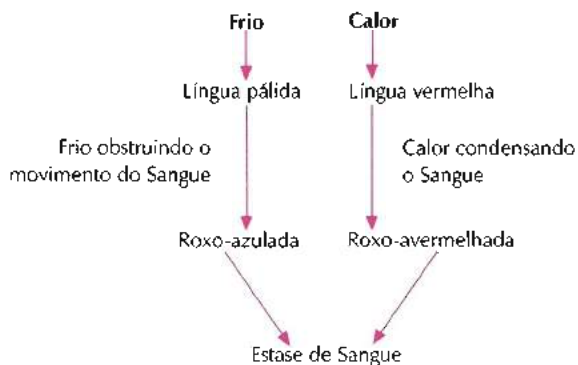 Frio Calor
Língua pálida Língua vermelha
Frio obstruindo o
movimento do Sangue
Calor condensando
o Sangue
Roxo-azulada Roxo-avermelhada
Estase de Sangue